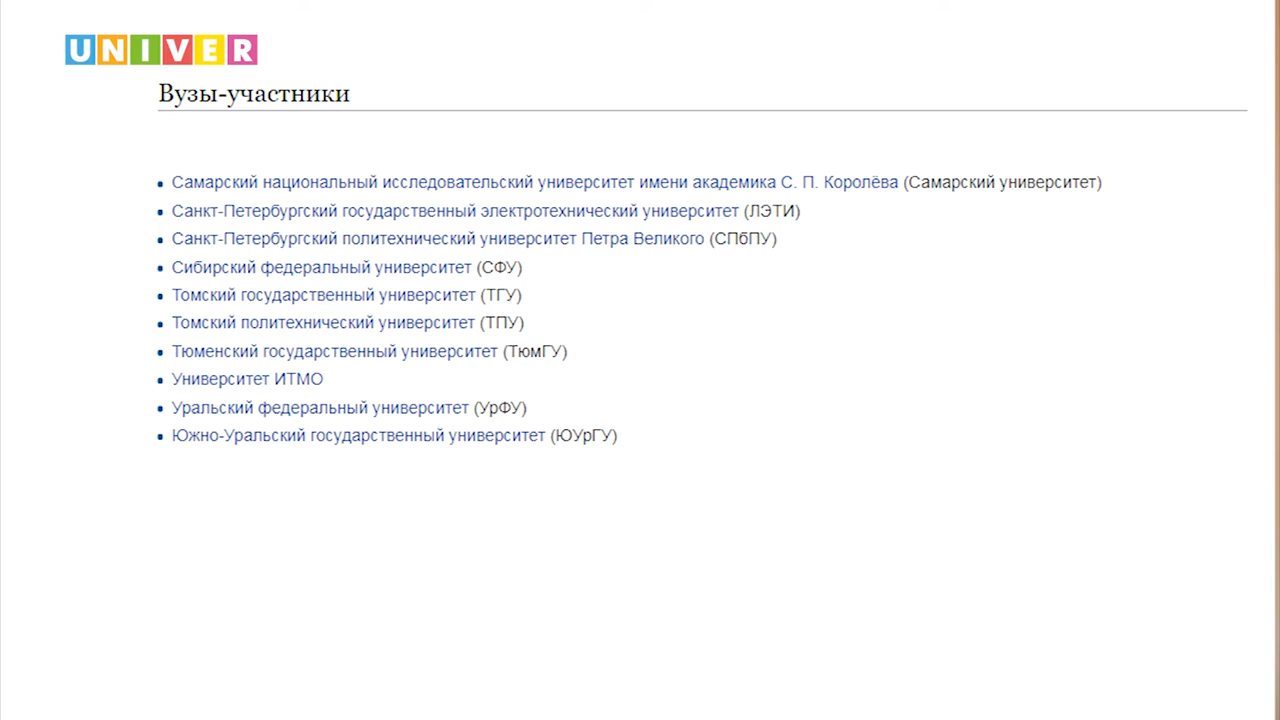 UNIVER
Вузы-участники
Самарский национальный исследовательский университет имени академика С. П. Королёва (Самарский университет)
Санкт-Петербургский государственный электротехнический университет (ЛЭТИ)
Санкт-Петербургский политехнический университет Петра Великого (СПбПУ)
Сибирский федеральный университет (СФУ)
Томский государственный университет (ТГУ)
Томский политехнический университет (ТПУ)
Тюменский государственный университет (ТюмГУ)
Университет ИТМО
Уральский федеральный университет (УрФУ)
Южно-Уральский государственный университет (ЮУрГУ)